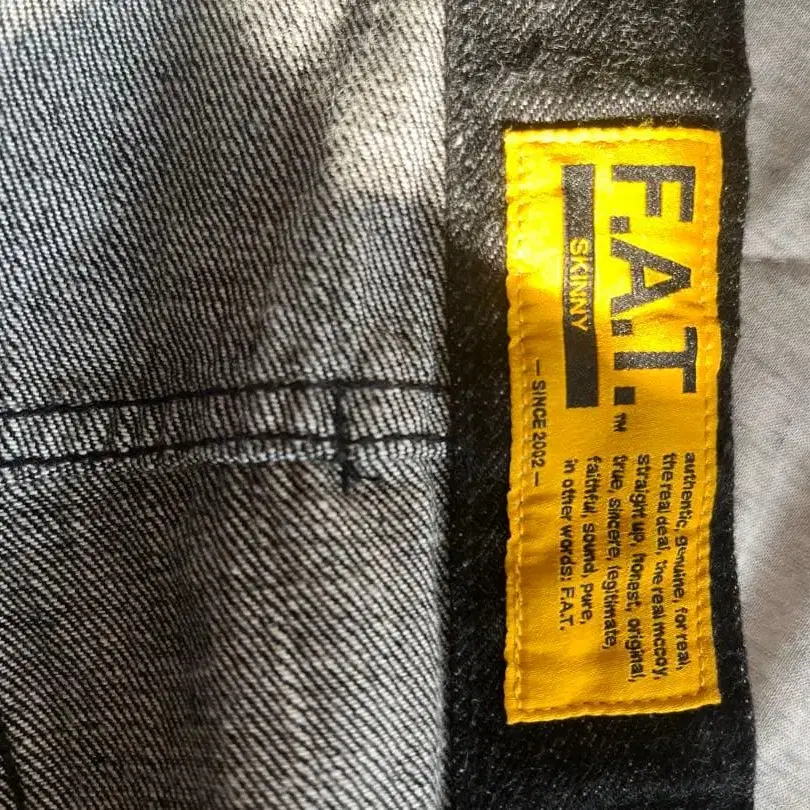 F.A.T.™
SKINNY
— SINCE 2002 —
authentic, genuine, for real,
the real deal, the real mccoy,
straight up, honest, original,
true, sincere, legitimate,
faithful, sound, pure,
in other words: F.A.T.